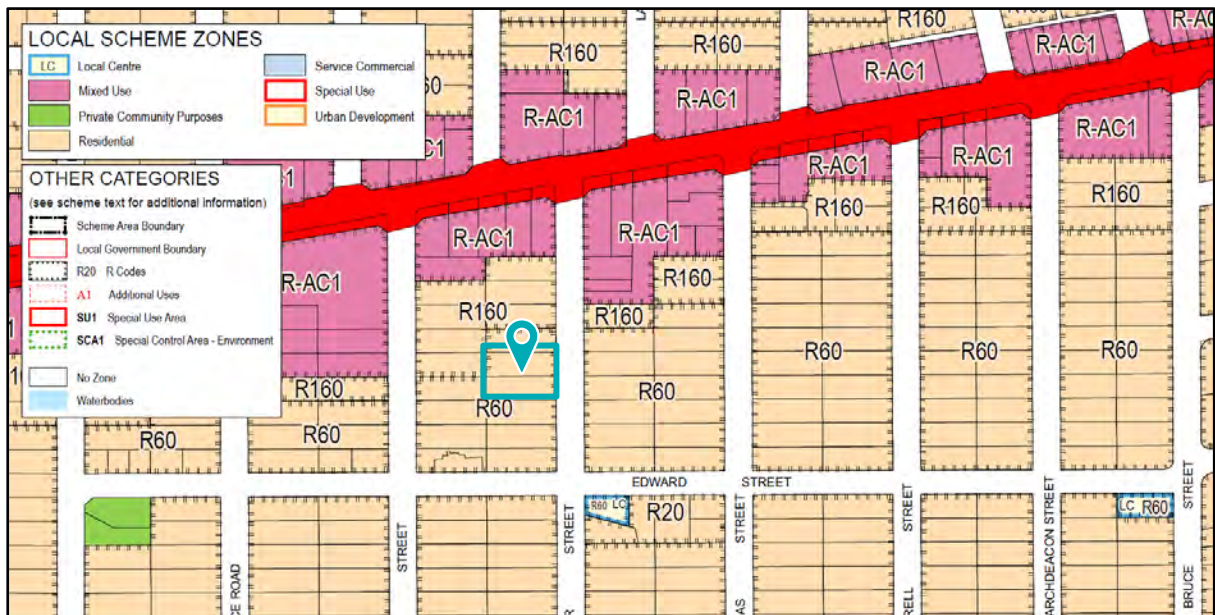 R160
R160
R-AC1
R-AC1
R-AC1
R-AC1
LOCAL SCHEME ZONES
LC Local Centre
Service Commercial
Mixed Use
Special Use
Private Community Purposes
Urban Development
Residential
R-AC1
R-AC1
R-AC1
OTHER CATEGORIES
(see scheme text for additional information)
Scheme Area Boundary
Local Government Boundary
R20 R Codes
A1 Additional Uses
SU1 Special Use Area
SCA1 Special Control Area - Environment
No Zone
Waterbodies
R160
R160
R-AC1
R-AC1
R160
R-AC1
R160
R160
R60
R60
R60
R160
R60
R60
R60
R60
EDWARD STREET
R60 LC
R20
LC R60
STREET
STREET
STREET
STREET
ARCHDEACON STREET
BRUCE STREET